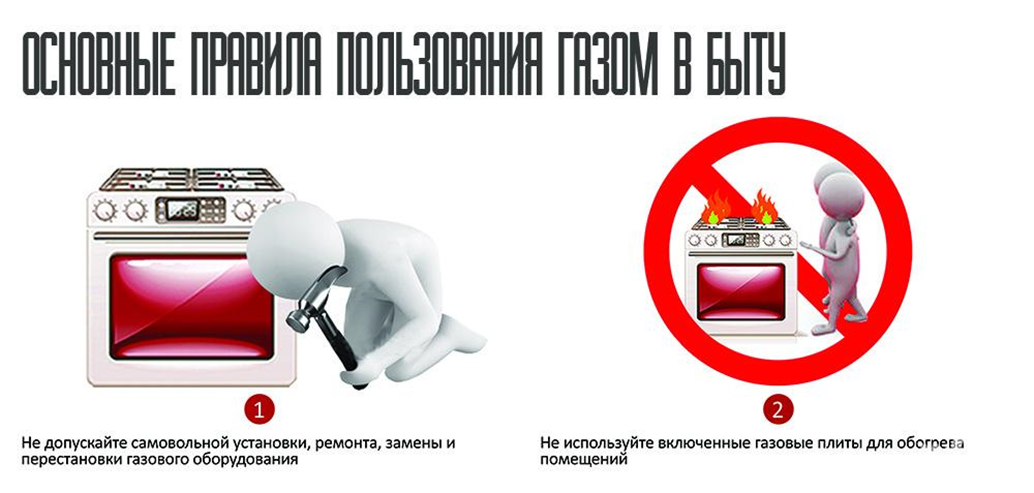 ОСНОВНЫЕ ПРАВИЛА ПОЛЬЗОВАНИЯ ГАЗОМ В БЫТУ
1
Не допускайте самовольной установки, ремонта, замены и
перестановки газового оборудования
2
Не используйте включенные газовые плиты для обогрева
помещений